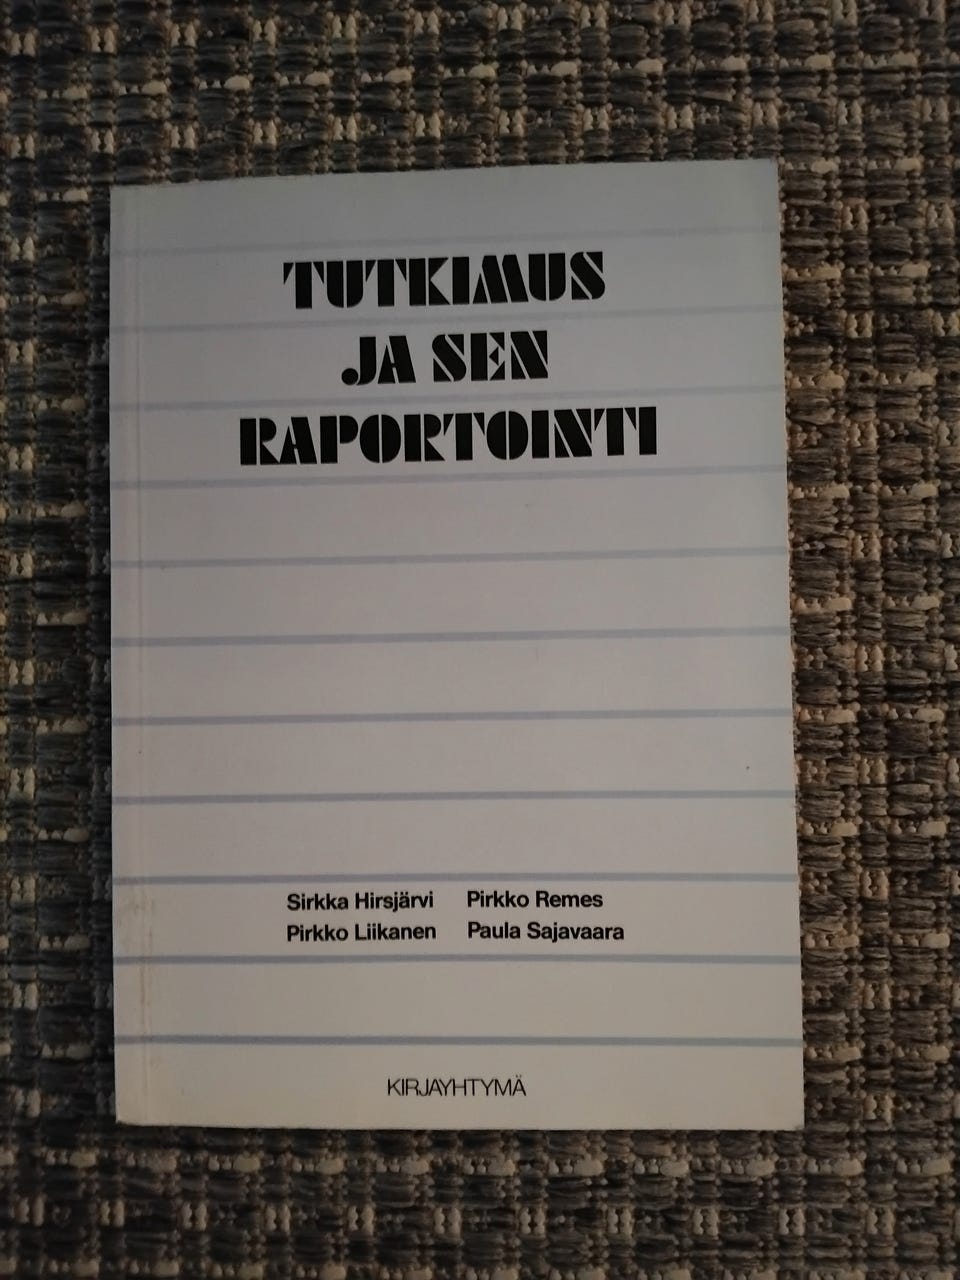 TUTKIMUS
JA SEN
RAPORTOINTI
Sirkka Hirsjärvi Pirkko Remes
Pirkko Liikanen Paula Sajavaara
KIRJAYHTYMÄ